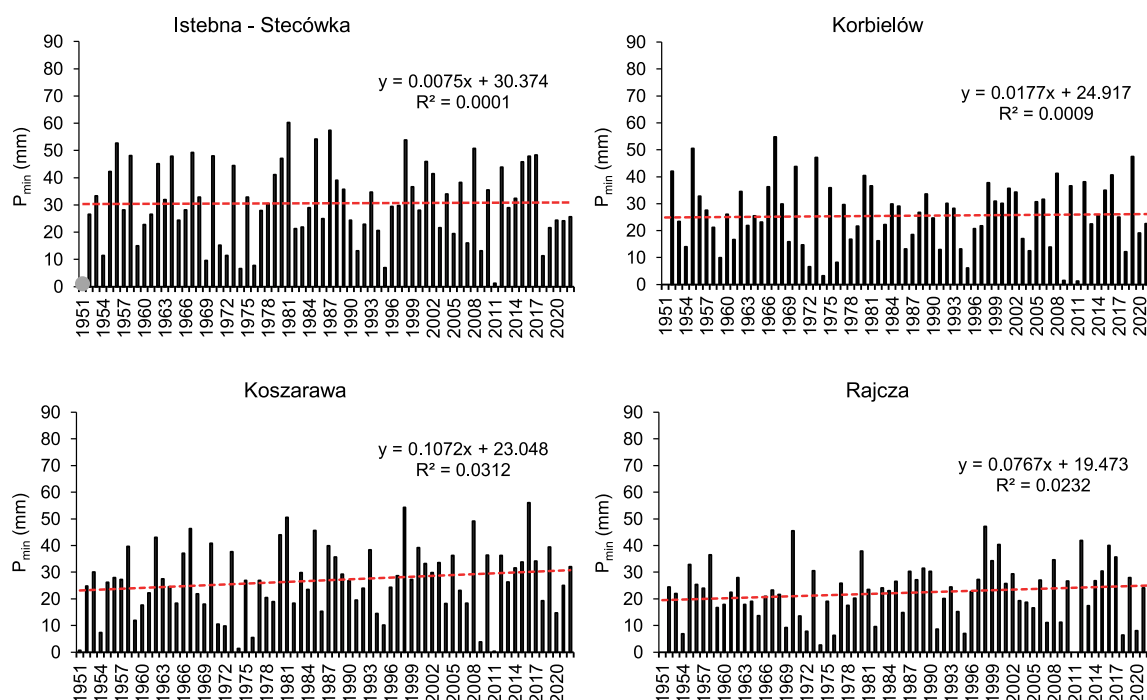 Istebna - Stecówka
90
80
70
60
50
40
30
20
10
0
P min (mm)
y = 0.0075x + 30.374
R² = 0.0001
1951 1954 1957 1960 1963 1966 1969 1972 1975 1978 1981 1984 1987 1990 1993 1996 1999 2002 2005 2008 2011 2014 2017 2020
Korbielów
90
80
70
60
50
40
30
20
10
0
P min (mm)
y = 0.0177x + 24.917
R² = 0.0009
1951 1954 1957 1960 1963 1966 1969 1972 1975 1978 1981 1984 1987 1990 1993 1996 1999 2002 2005 2008 2011 2014 2017 2020
Koszarawa
90
80
70
60
50
40
30
20
10
0
P min (mm)
y = 0.1072x + 23.048
R² = 0.0312
1951 1954 1957 1960 1963 1966 1969 1972 1975 1978 1981 1984 1987 1990 1993 1996 1999 2002 2005 2008 2011 2014 2017 2020
Rajcza
90
80
70
60
50
40
30
20
10
0
P min (mm)
y = 0.0767x + 19.473
R² = 0.0232
1951 1954 1957 1960 1963 1966 1969 1972 1975 1978 1981 1984 1987 1990 1993 1996 1999 2002 2005 2008 2011 2014 2017 2020